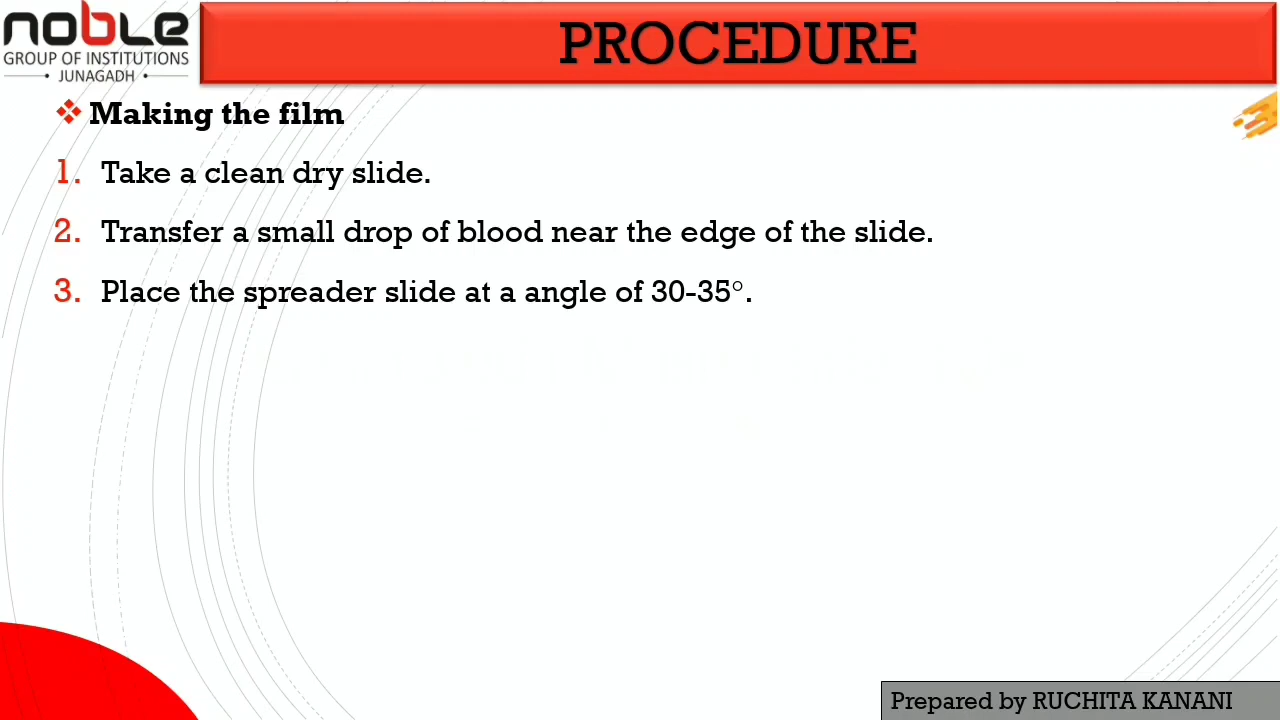 noble
GROUP OF INSTITUTIONS
• JUNAGADH •
PROCEDURE
❖ Making the film
1. Take a clean dry slide.
2. Transfer a small drop of blood near the edge of the slide.
3. Place the spreader slide at a angle of 30-35°.
Prepared by RUCHITA KANANI